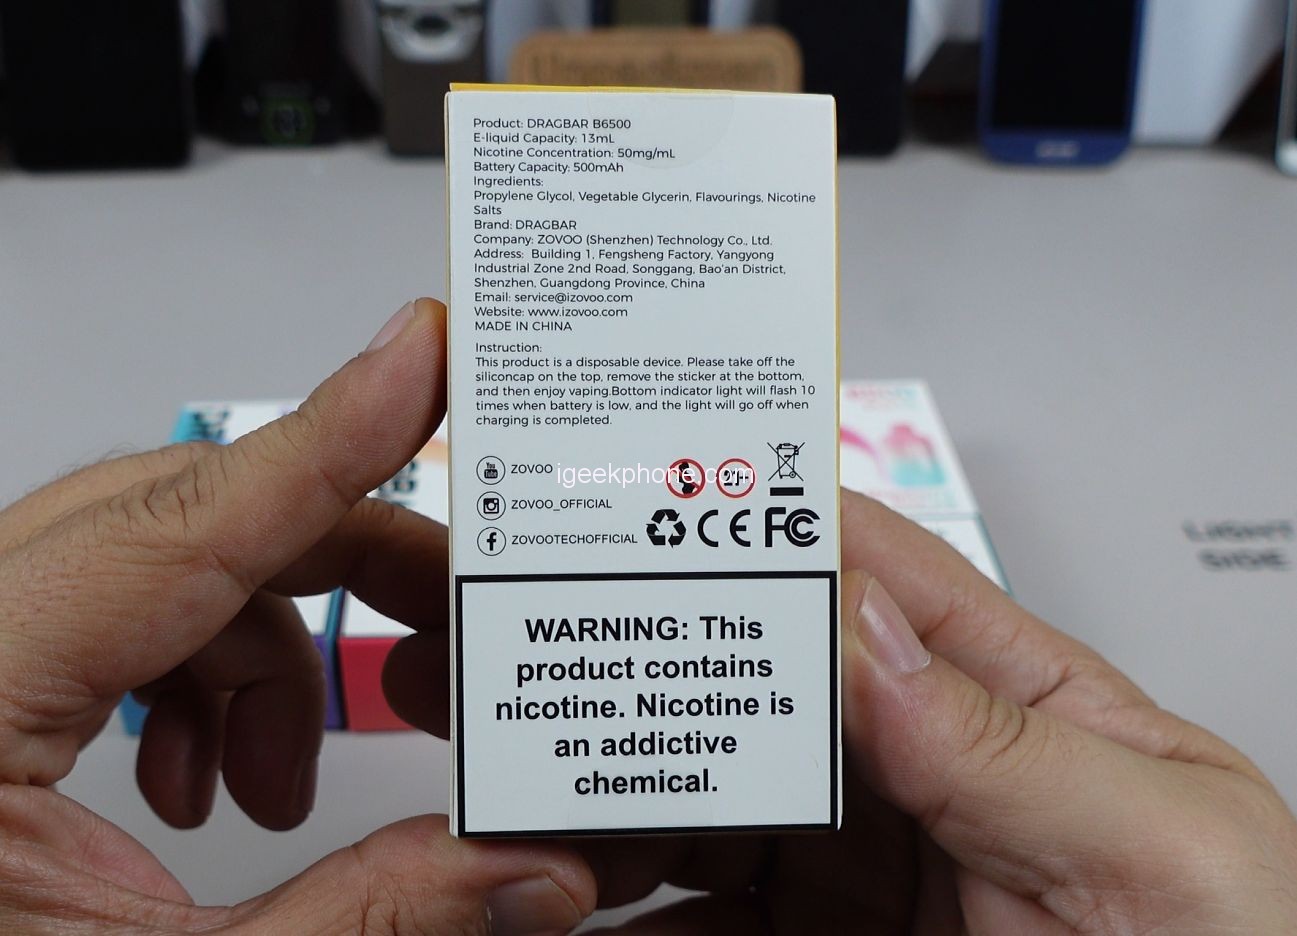 Product: DRAGBAR B6500
E-liquid Capacity: 13mL
Nicotine Concentration: 50mg/mL
Battery Capacity: 500mAh
Ingredients:
Propylene Glycol, Vegetable Glycerin, Flavourings, Nicotine
Salts
Brand: DRAGBAR
Company: ZOVOO (Shenzhen) Technology Co., Ltd.
Address: Building 1, Fengsheng Factory, Yangyong
Industrial Zone 2nd Road, Songgang, Bao'an District,
Shenzhen, Guangdong Province, China
Email: service@izovoo.com
Website: www.izovoo.com
MADE IN CHINA
Instruction:
This product is a disposable device. Please take off the
siliconcap on the top, remove the sticker at the bottom,
and then enjoy vaping.Bottom indicator light will flash 10
times when battery is low, and the light will go off when
charging is completed.
You Tube ZOVOO
igeekphone.com
21+
ZOVOO_OFFICIAL
ZOVOOTECHOFFICIAL
CE FC
WARNING: This
product contains
nicotine. Nicotine is
an addictive
chemical.
LIGHT
SIDE